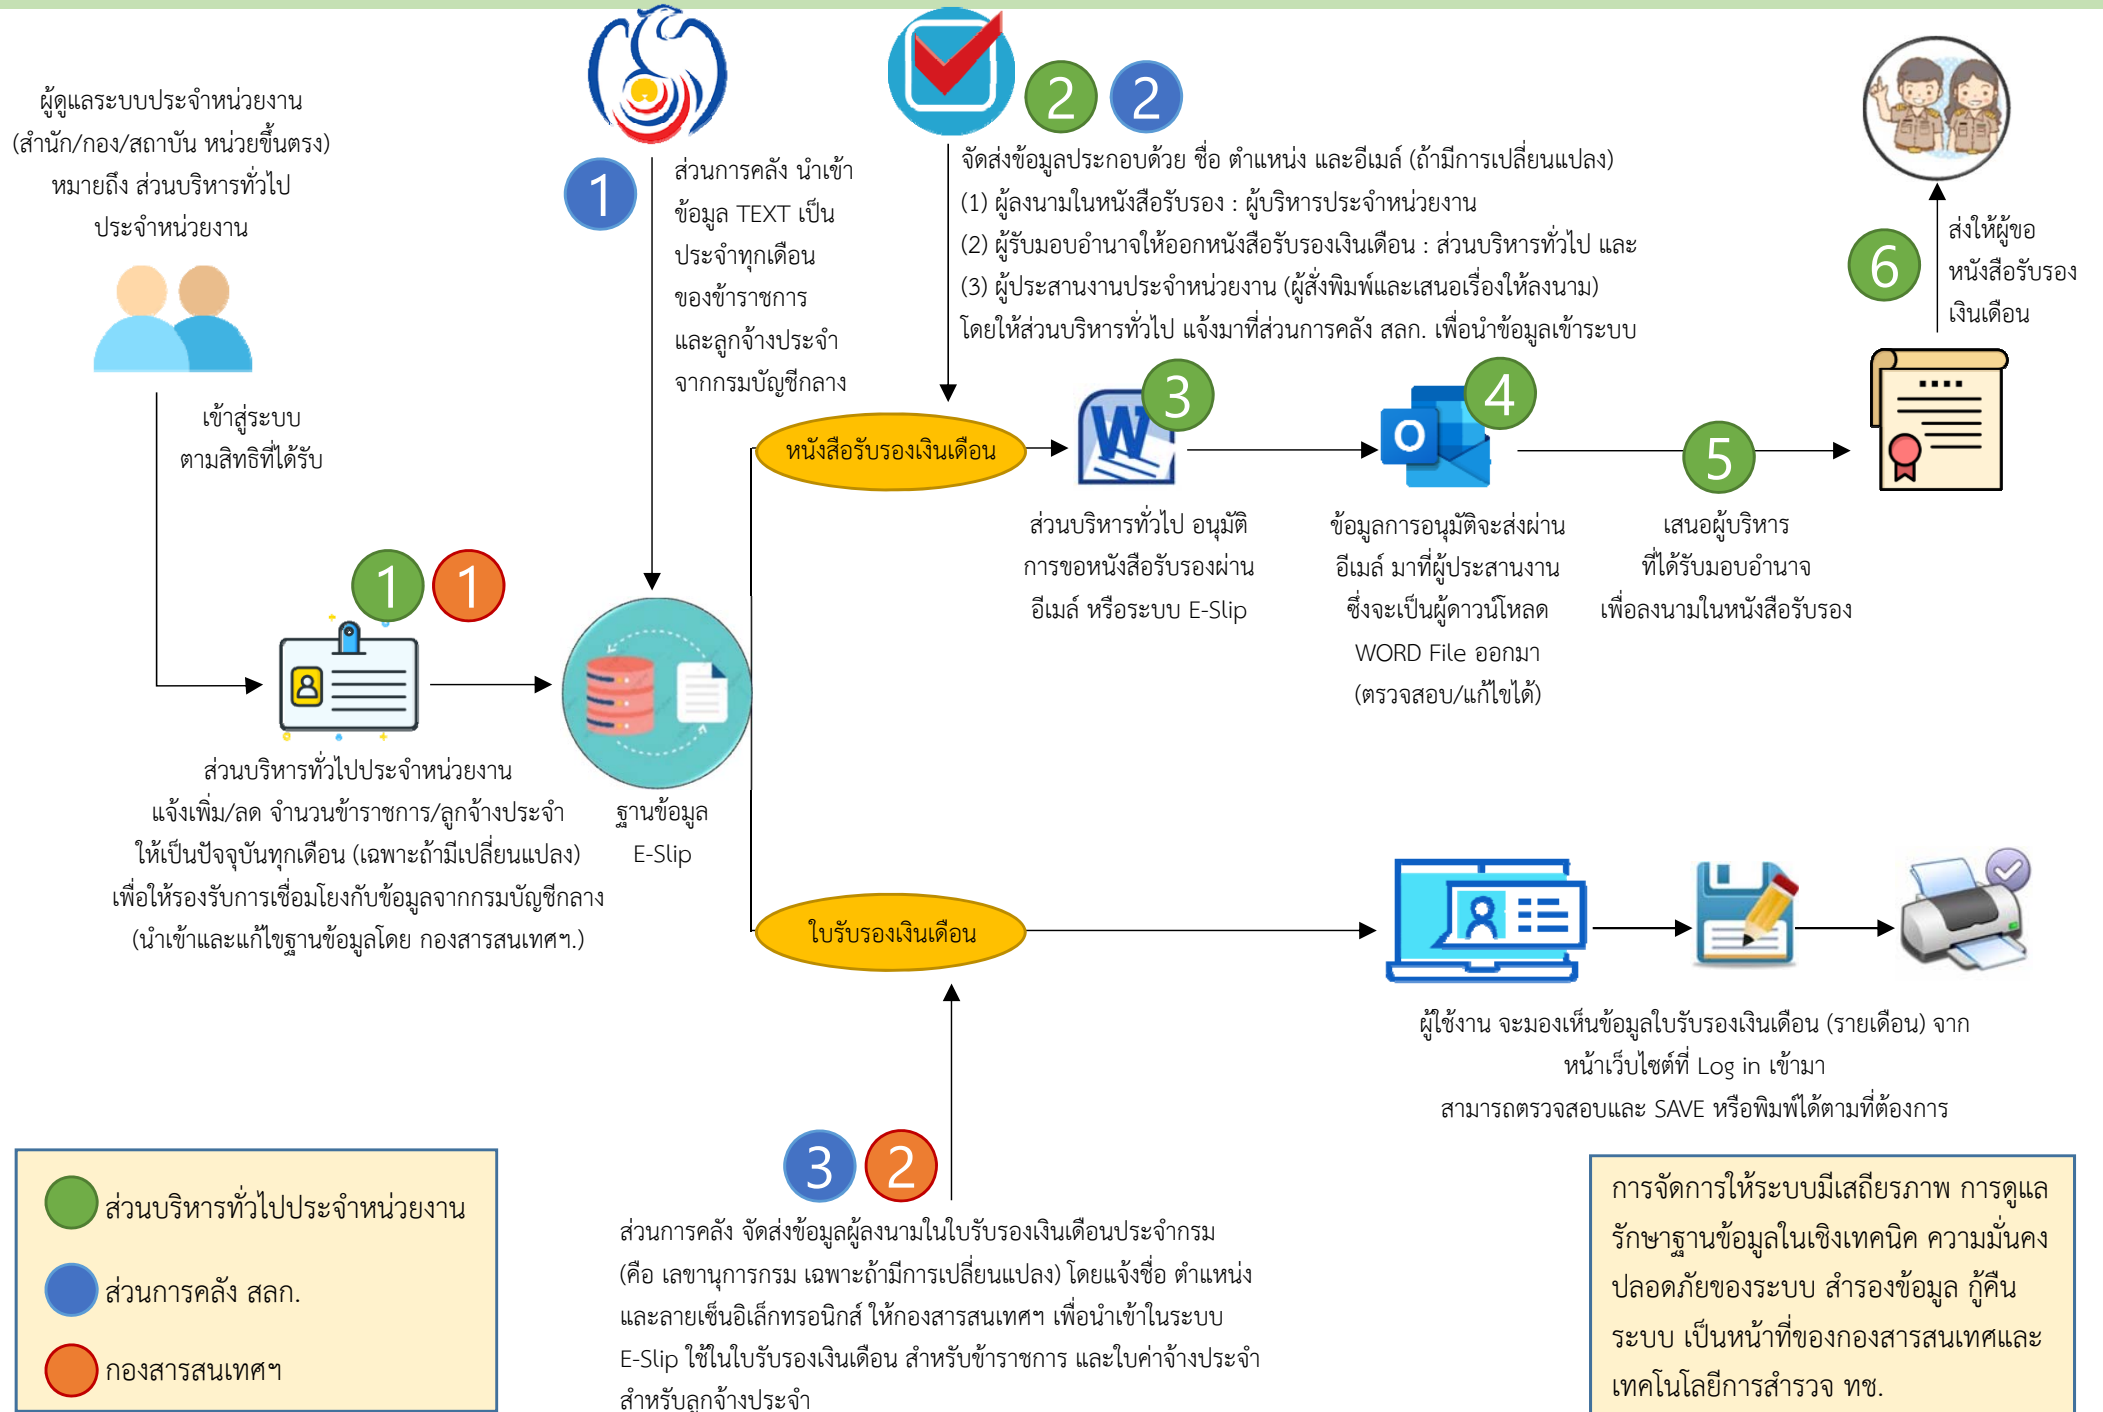 ผู้ดูแลระบบประจำหน่วยงาน
(สำนัก/กอง/สถาบัน หน่วยขึ้นตรง)
หมายถึง ส่วนบริหารทั่วไป
ประจำหน่วยงาน
เข้าสู่ระบบ
ตามสิทธิที่ได้รับ
1
1
ส่วนบริหารทั่วไปประจำหน่วยงาน
แจ้งเพิ่ม/ลด จำนวนข้าราชการ/ลูกจ้างประจำ
ให้เป็นปัจจุบันทุกเดือน (เฉพาะถ้ามีเปลี่ยนแปลง)
เพื่อให้รองรับการเชื่อมโยงกับข้อมูลจากกรมบัญชีกลาง
(นำเข้าและแก้ไขฐานข้อมูลโดย กองสารสนเทศฯ.)
1
ส่วนการคลัง นำเข้า
ข้อมูล TEXT เป็น
ประจำทุกเดือน
ของข้าราชการ
และลูกจ้างประจำ
จากกรมบัญชีกลาง
ฐานข้อมูล
E-Slip
2
2
จัดส่งข้อมูลประกอบด้วย ชื่อ ตำแหน่ง และอีเมล์ (ถ้ามีการเปลี่ยนแปลง)
(1) ผู้ลงนามในหนังสือรับรอง : ผู้บริหารประจำหน่วยงาน
(2) ผู้รับมอบอำนาจให้ออกหนังสือรับรองเงินเดือน : ส่วนบริหารทั่วไป และ
(3) ผู้ประสานงานประจำหน่วยงาน (ผู้สั่งพิมพ์และเสนอเรื่องให้ลงนาม)
โดยให้ส่วนบริหารทั่วไป แจ้งมาที่ส่วนการคลัง สลก. เพื่อนำข้อมูลเข้าระบบ
หนังสือรับรองเงินเดือน
W
3
ส่วนบริหารทั่วไป อนุมัติ
การขอหนังสือรับรองผ่าน
อีเมล์ หรือระบบ E-Slip
O
4
ข้อมูลการอนุมัติจะส่งผ่าน
อีเมล์ มาที่ผู้ประสานงาน
ซึ่งจะเป็นผู้ดาวน์โหลด
WORD File ออกมา
(ตรวจสอบ/แก้ไขได้)
5
เสนอผู้บริหาร
ที่ได้รับมอบอำนาจ
เพื่อลงนามในหนังสือรับรอง
6
ส่งให้ผู้ขอ
หนังสือรับรอง
เงินเดือน
ใบรับรองเงินเดือน
ผู้ใช้งาน จะมองเห็นข้อมูลใบรับรองเงินเดือน (รายเดือน) จาก
หน้าเว็บไซต์ที่ Log in เข้ามา
สามารถตรวจสอบและ SAVE หรือพิมพ์ได้ตามที่ต้องการ
3
2
ส่วนการคลัง จัดส่งข้อมูลผู้ลงนามในใบรับรองเงินเดือนประจำกรม
(คือ เลขานุการกรม เฉพาะถ้ามีการเปลี่ยนแปลง) โดยแจ้งชื่อ ตำแหน่ง
และลายเซ็นอิเล็กทรอนิกส์ ให้กองสารสนเทศฯ เพื่อนำเข้าในระบบ
E-Slip ใช้ในใบรับรองเงินเดือน สำหรับข้าราชการ และใบค่าจ้างประจำ
สำหรับลูกจ้างประจำ
ส่วนบริหารทั่วไปประจำหน่วยงาน
ส่วนการคลัง สลก.
กองสารสนเทศฯ
การจัดการให้ระบบมีเสถียรภาพ การดูแล
รักษาฐานข้อมูลในเชิงเทคนิค ความมั่นคง
ปลอดภัยของระบบ สำรองข้อมูล กู้คืน
ระบบ เป็นหน้าที่ของกองสารสนเทศและ
เทคโนโลยีการสำรวจ ทช.